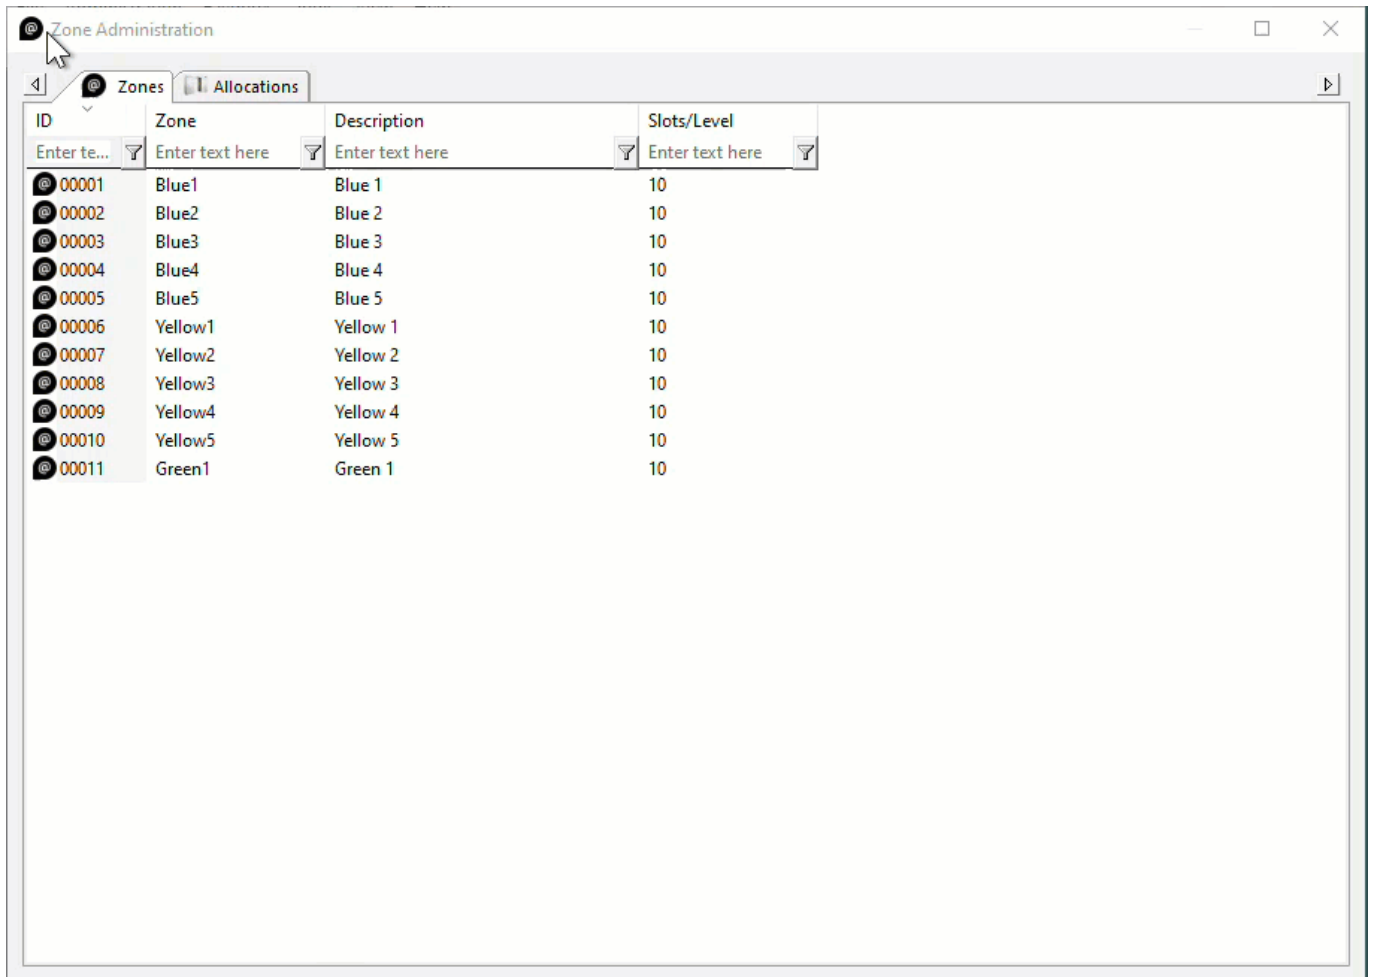 Zone Administration
Zones Allocations
ID Zone Description Slots/Level
Enter te... Enter text here Enter text here Enter text here
@ 00001 Blue1 Blue 1 10
@ 00002 Blue2 Blue 2 10
@ 00003 Blue3 Blue 3 10
@ 00004 Blue4 Blue 4 10
@ 00005 Blue5 Blue 5 10
@ 00006 Yellow1 Yellow 1 10
@ 00007 Yellow2 Yellow 2 10
@ 00008 Yellow3 Yellow 3 10
@ 00009 Yellow4 Yellow 4 10
@ 00010 Yellow5 Yellow 5 10
@ 00011 Green1 Green 1 10